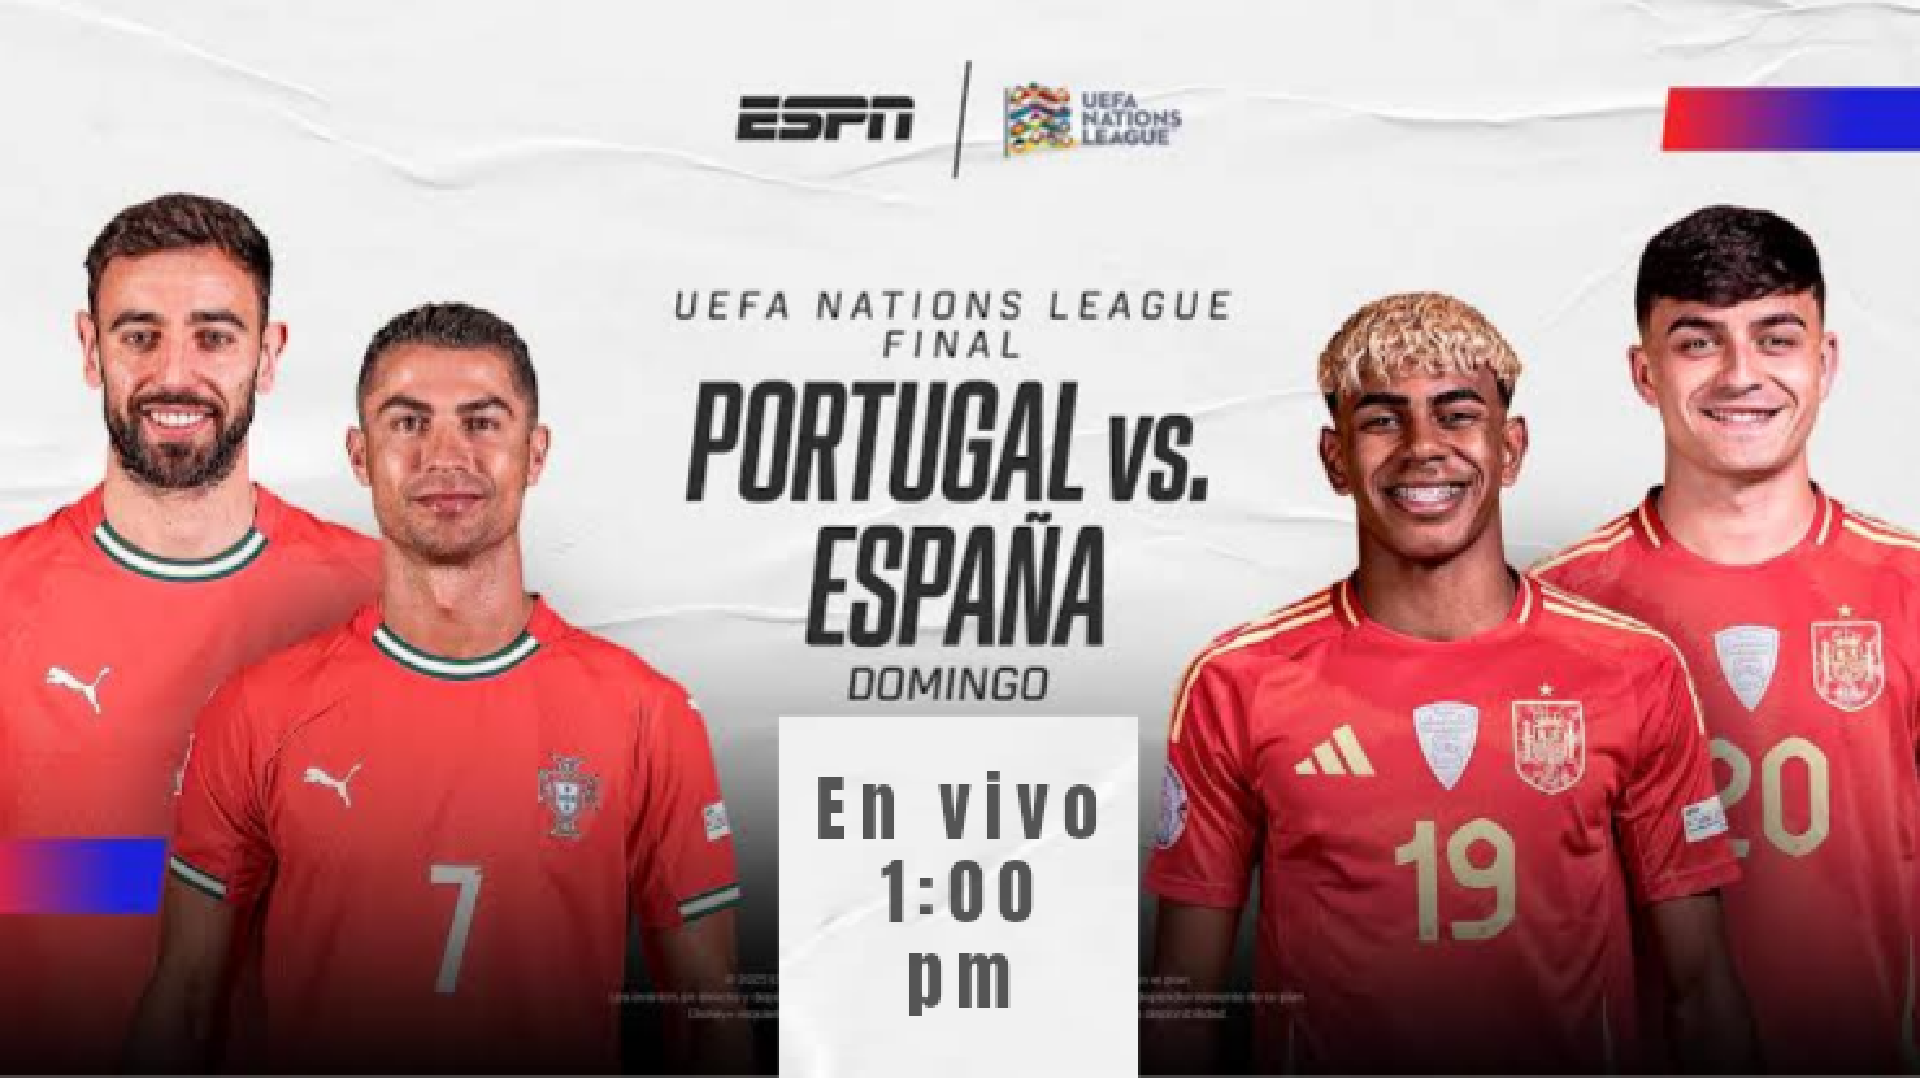 ESPN
UEFA
NATIONS
LEAGUE
UEFA NATIONS LEAGUE
FINAL
PORTUGAL vs.
ESPAÑA
DOMINGO
En vivo
1:00
pm
7
19
20